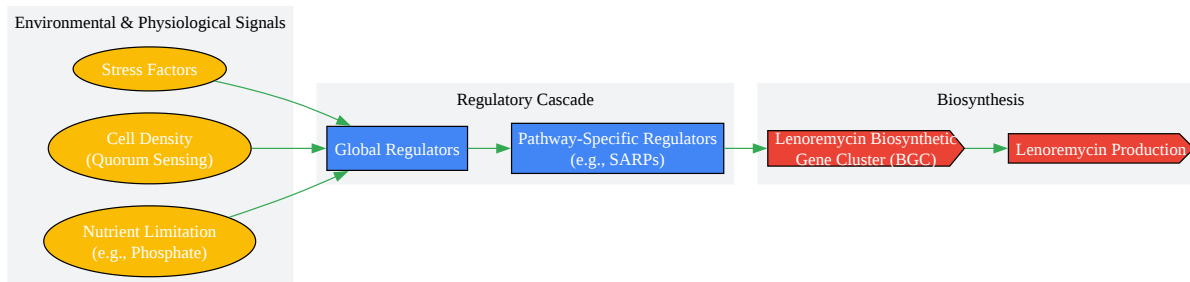 Environmental & Physiological Signals
Stress Factors
Cell Density
(Quorum Sensing)
Nutrient Limitation
(e.g., Phosphate)
Regulatory Cascade
Global Regulators
Pathway-Specific Regulators
(e.g., SARPs)
Biosynthesis
Lenoremycin Biosynthetic
Gene Cluster (BGC)
Lenoremycin Production